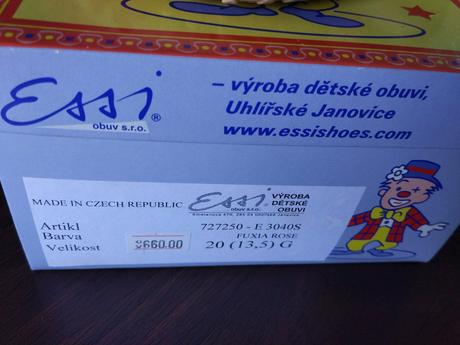 Essi®
obuv s.r.o.
– výroba dětské obuvi,
Uhlířské Janovice
www.essishoes.com
MADE IN CZECH REPUBLIC
Essi
obuv s.r.o.
VÝROBA
DĚTSKÉ
OBUVI
Artikl 727250 - E 3040S
Barva FUXIA ROSE
Velikost 20 (13,5) G
660.00